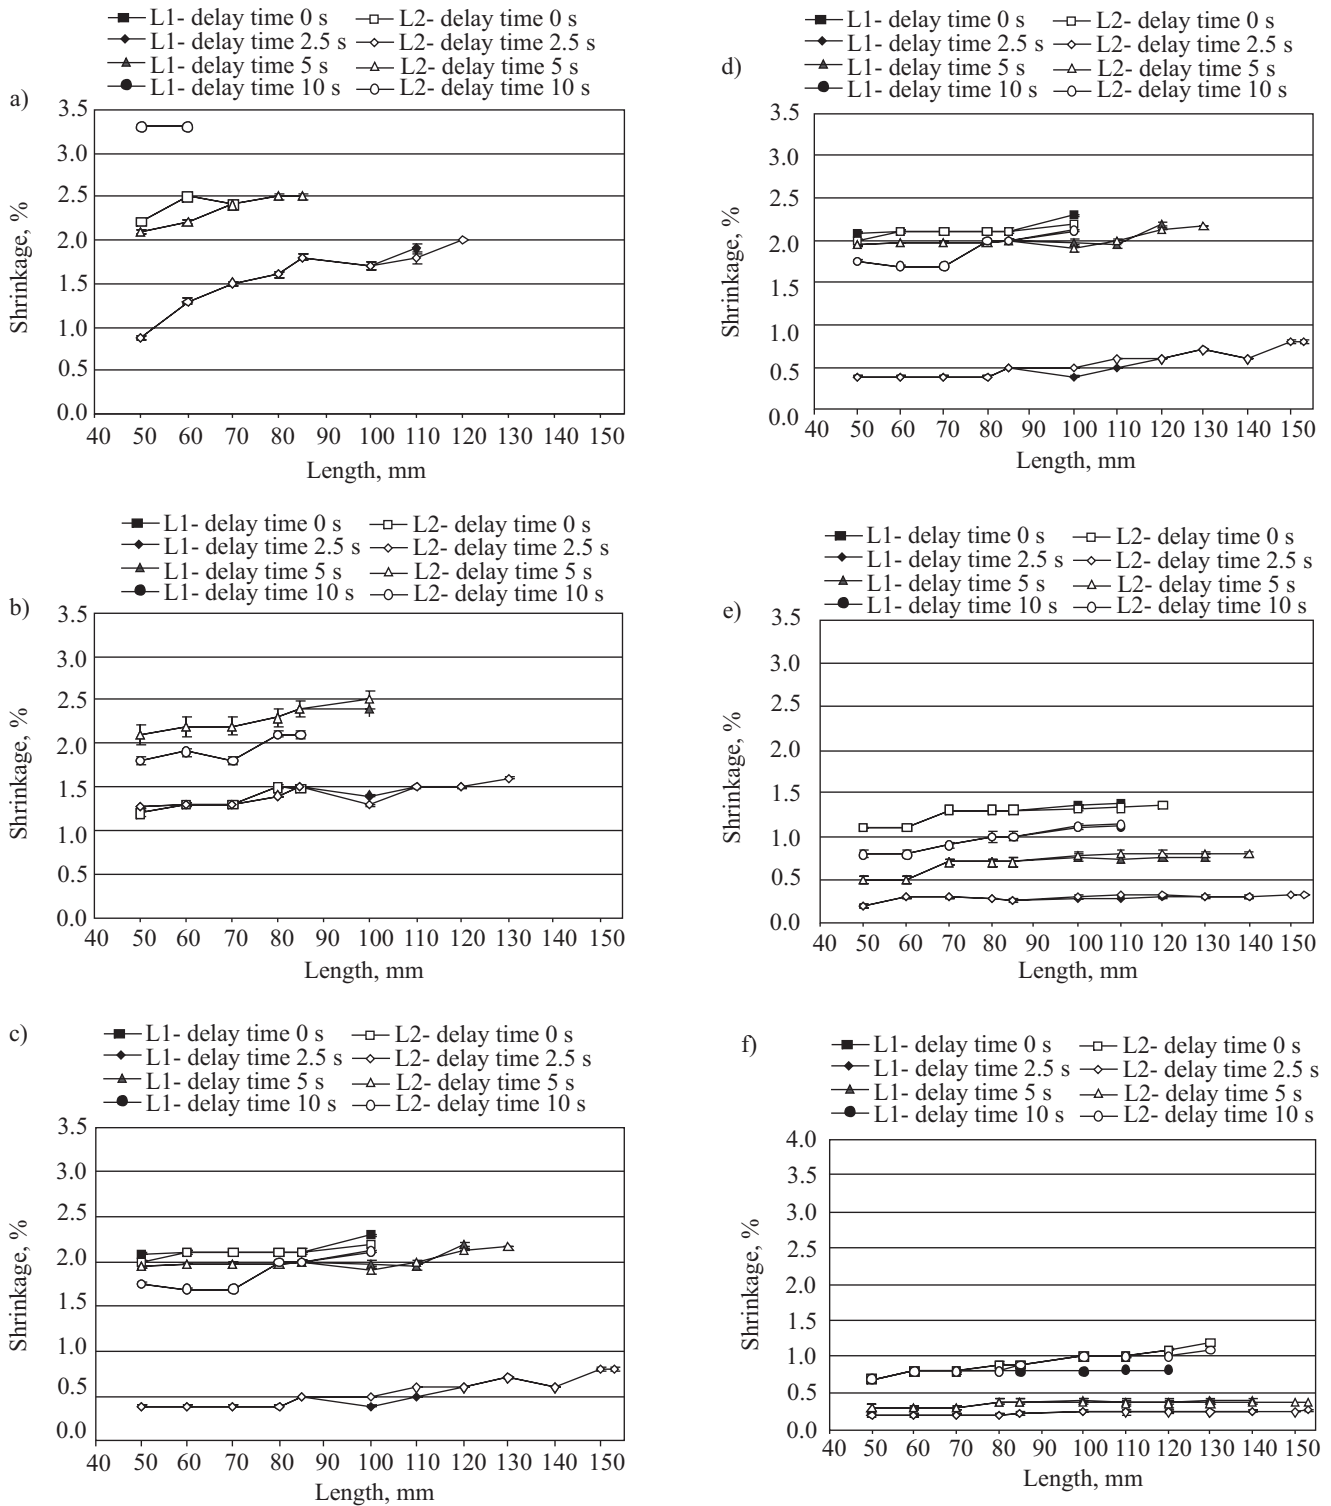 a)
L1- delay time 0 s
L2- delay time 0 s
L1- delay time 2.5 s
L2- delay time 2.5 s
L1- delay time 5 s
L2- delay time 5 s
L1- delay time 10 s
L2- delay time 10 s
3.5
3.0
2.5
2.0
1.5
1.0
0.5
0.0
Shrinkage, %
40 50 60 70 80 90 100 110 120 130 140 150
Length, mm
b)
L1- delay time 0 s
L2- delay time 0 s
L1- delay time 2.5 s
L2- delay time 2.5 s
L1- delay time 5 s
L2- delay time 5 s
L1- delay time 10 s
L2- delay time 10 s
3.5
3.0
2.5
2.0
1.5
1.0
0.5
0.0
Shrinkage, %
40 50 60 70 80 90 100 110 120 130 140 150
Length, mm
c)
L1- delay time 0 s
L2- delay time 0 s
L1- delay time 2.5 s
L2- delay time 2.5 s
L1- delay time 5 s
L2- delay time 5 s
L1- delay time 10 s
L2- delay time 10 s
3.5
3.0
2.5
2.0
1.5
1.0
0.5
0.0
Shrinkage, %
40 50 60 70 80 90 100 110 120 130 140 150
Length, mm
d)
L1- delay time 0 s
L2- delay time 0 s
L1- delay time 2.5 s
L2- delay time 2.5 s
L1- delay time 5 s
L2- delay time 5 s
L1- delay time 10 s
L2- delay time 10 s
3.5
3.0
2.5
2.0
1.5
1.0
0.5
0.0
Shrinkage, %
40 50 60 70 80 90 100 110 120 130 140 150
Length, mm
e)
L1- delay time 0 s
L2- delay time 0 s
L1- delay time 2.5 s
L2- delay time 2.5 s
L1- delay time 5 s
L2- delay time 5 s
L1- delay time 10 s
L2- delay time 10 s
3.5
3.0
2.5
2.0
1.5
1.0
0.5
0.0
Shrinkage, %
40 50 60 70 80 90 100 110 120 130 140 150
Length, mm
f)
L1- delay time 0 s
L2- delay time 0 s
L1- delay time 2.5 s
L2- delay time 2.5 s
L1- delay time 5 s
L2- delay time 5 s
L1- delay time 10 s
L2- delay time 10 s
4.0
3.5
3.0
2.5
2.0
1.5
1.0
0.5
0.0
Shrinkage, %
40 50 60 70 80 90 100 110 120 130 140 150
Length, mm